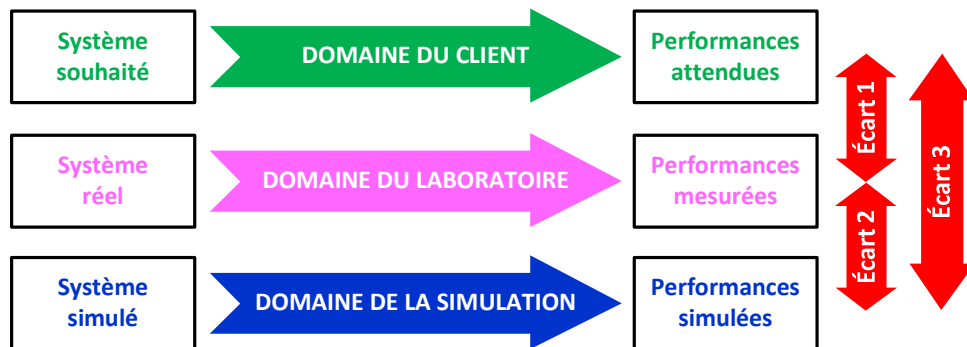 Système
souhaité
DOMAINE DU CLIENT
Performances
attendues
Système
réel
DOMAINE DU LABORATOIRE
Performances
mesurées
Système
simulé
DOMAINE DE LA SIMULATION
Performances
simulées
Écart 1
Écart 2
Écart 3